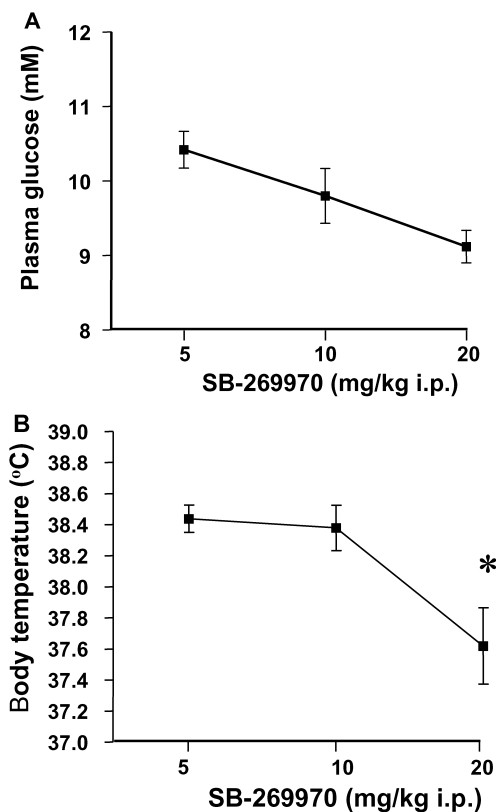 A
Plasma glucose (mM)
12
11
10
9
8
5 10 20
SB-269970 (mg/kg i.p.)
B
Body temperature (ºC)
39.0
38.8
38.6
38.4
38.2
38.0
37.8
37.6
37.4
37.2
37.0
*
5 10 20
SB-269970 (mg/kg i.p.)